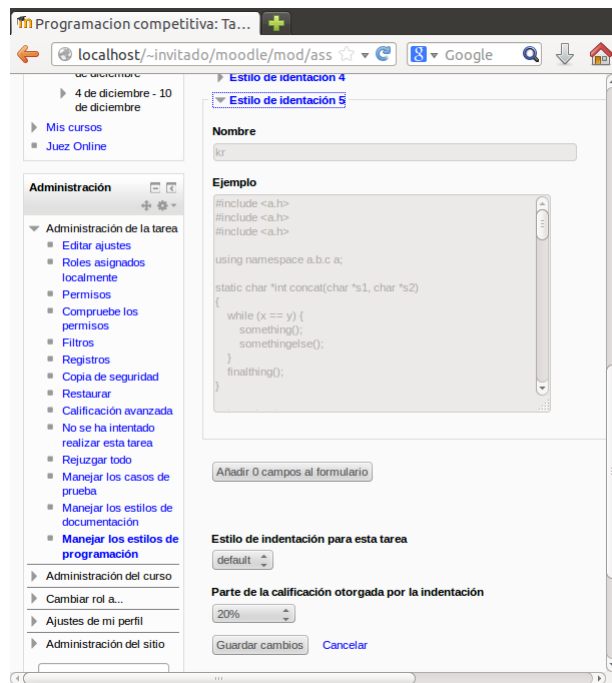 Programacion competitiva: Ta...
localhost/~invitado/moodle/mod/ass
Google
de diciembre
4 de diciembre - 10
de diciembre
Mis cursos
Juez Online
Administración
Administración de la tarea
Editar ajustes
Roles asignados
localmente
Permisos
Compruebe los
permisos
Filtros
Registros
Copia de seguridad
Restaurar
Calificación avanzada
No se ha intentado
realizar esta tarea
Rejuzgar todo
Manejar los casos de
prueba
Manejar los estilos de
documentación
Manejar los estilos de
programación
Administración del curso
Cambiar rol a...
Ajustes de mi perfil
Administración del sitio
Estilo de identación 4
Estilo de identación 5
Nombre
kr
Ejemplo
#include <a.h>
#include <a.h>
#include <a.h>
using namespace a.b.c a;
static char *int concat(char *s1, char *s2)
{
while (x == y) {
something();
somethingelse();
}
finalthing();
}
Añadir 0 campos al formulario
Estilo de indentación para esta tarea
default
Parte de la calificación otorgada por la indentación
20%
Guardar cambios Cancelar